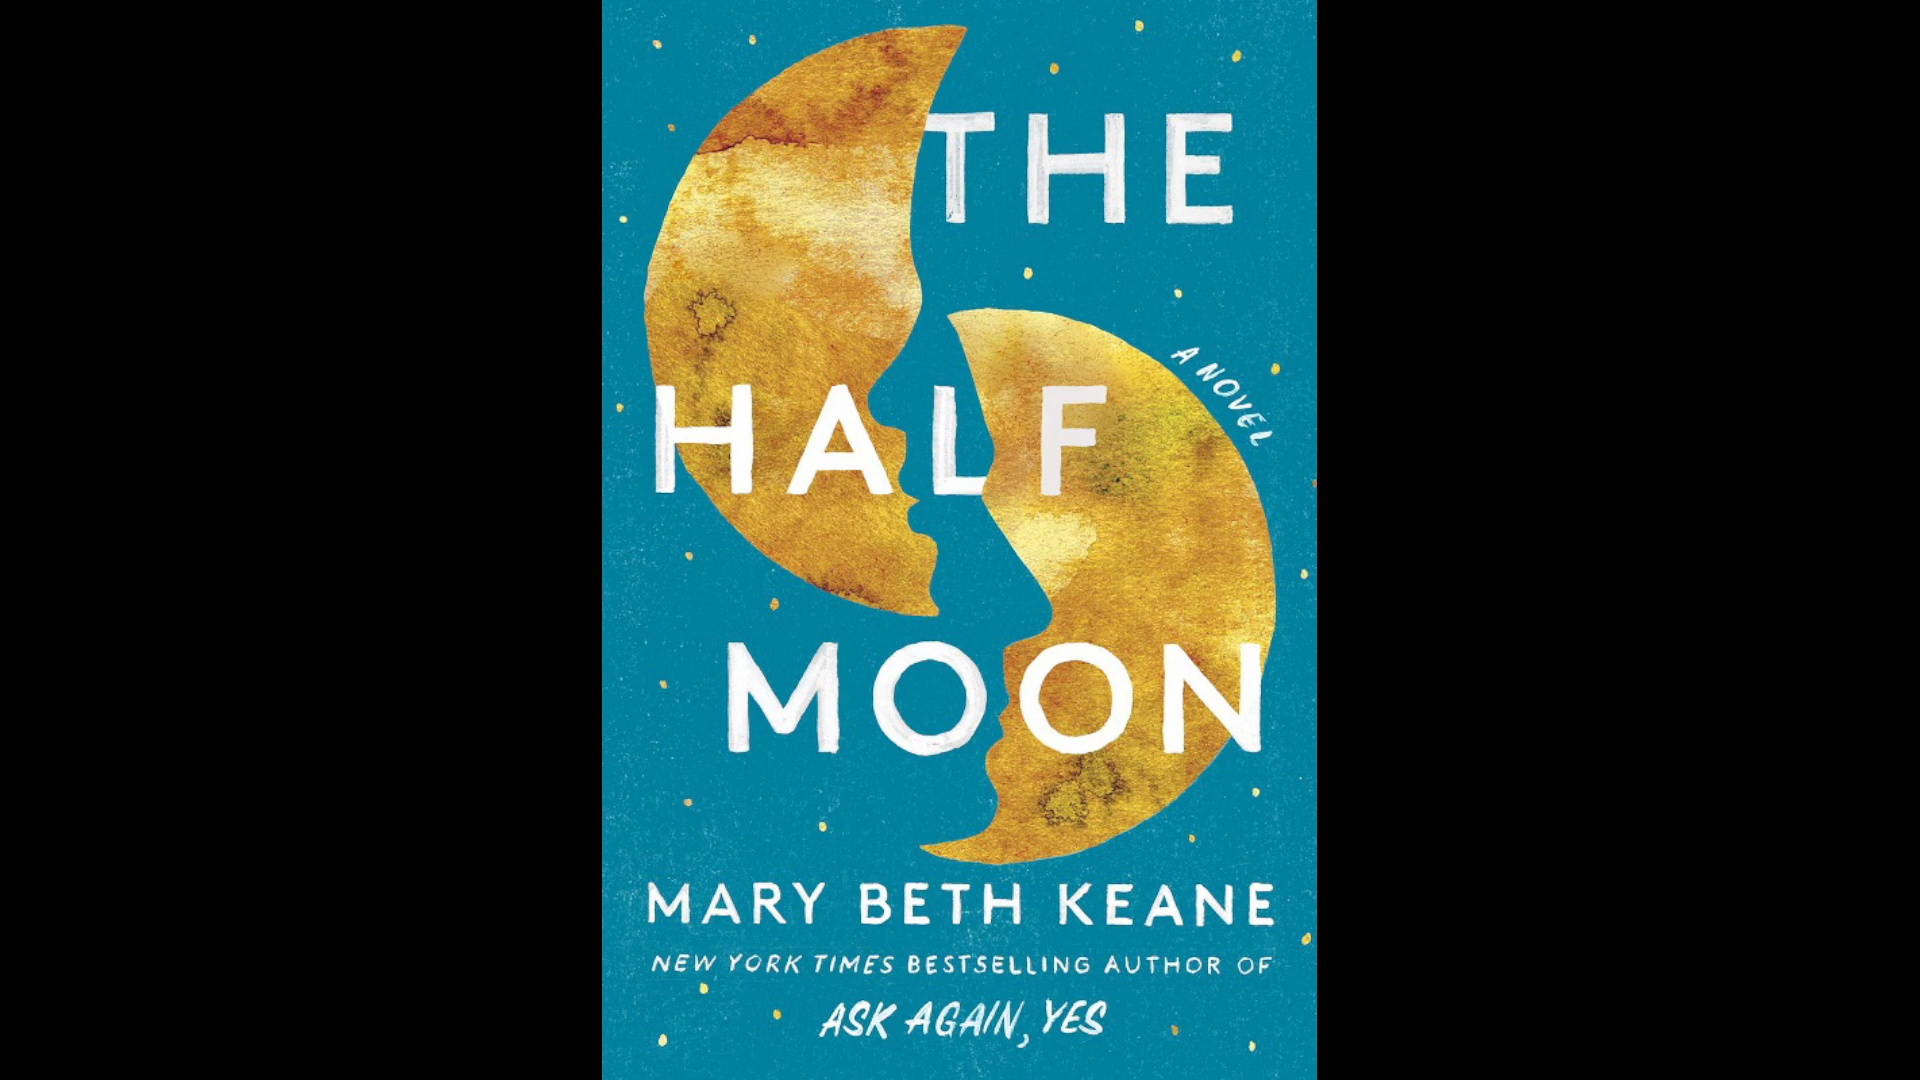 THE
A NOVEL
HALF
MOON
MARY BETH KEANE
NEW YORK TIMES BESTSELLING AUTHOR OF
ASK AGAIN, YES